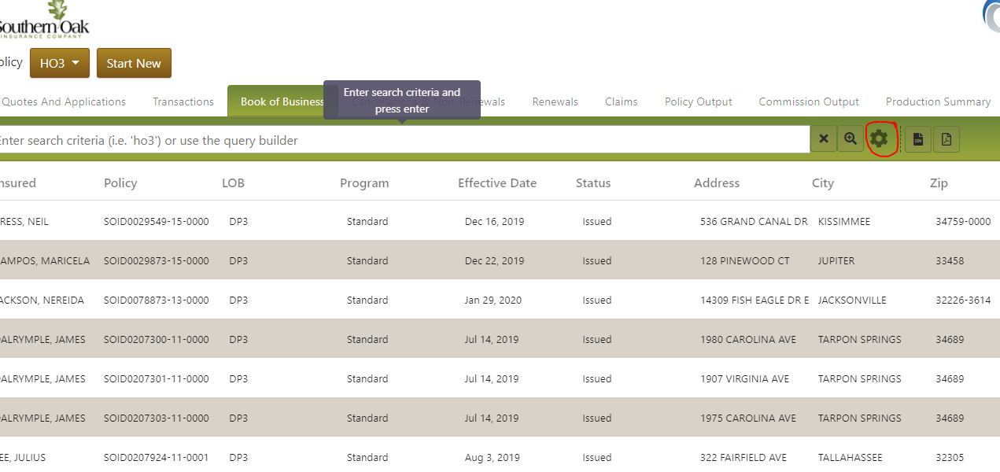 Southern Oak
INSURANCE COMPANY
olicy HO3 Start New
Quotes And Applications Transactions Book of Business Cancellations & Non-Renewals Renewals Claims Policy Output Commission Output Production Summary
Enter search criteria and
press enter
Enter search criteria (i.e. 'ho3') or use the query builder
CSV
nsured Policy LOB Program Effective Date Status Address City Zip
RESS, NEIL SOID0029549-15-0000 DP3 Standard Dec 16, 2019 Issued 536 GRAND CANAL DR KISSIMMEE 34759-0000
AMPOS, MARICELA SOID0029873-15-0000 DP3 Standard Dec 22, 2019 Issued 128 PINEWOOD CT JUPITER 33458
ACKSON, NEREIDA SOID0078873-13-0000 DP3 Standard Jan 29, 2020 Issued 14309 FISH EAGLE DR E JACKSONVILLE 32226-3614
DALRYMPLE, JAMES SOID0207300-11-0000 DP3 Standard Jul 14, 2019 Issued 1980 CAROLINA AVE TARPON SPRINGS 34689
DALRYMPLE, JAMES SOID0207301-11-0000 DP3 Standard Jul 14, 2019 Issued 1907 VIRGINIA AVE TARPON SPRINGS 34689
DALRYMPLE, JAMES SOID0207303-11-0000 DP3 Standard Jul 14, 2019 Issued 1975 CAROLINA AVE TARPON SPRINGS 34689
EE, JULIUS SOID0207924-11-0001 DP3 Standard Aug 3, 2019 Issued 322 FAIRFIELD AVE TALLAHASSEE 32305